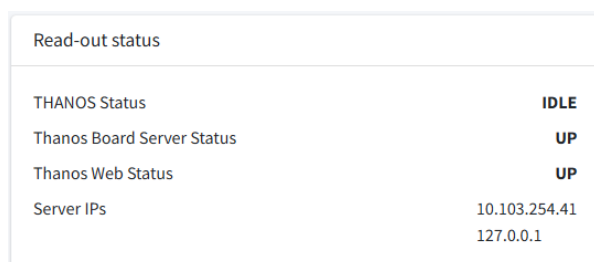 Read-out status
THANOS Status IDLE
Thanos Board Server Status UP
Thanos Web Status UP
Server IPs 10.103.254.41
127.0.0.1